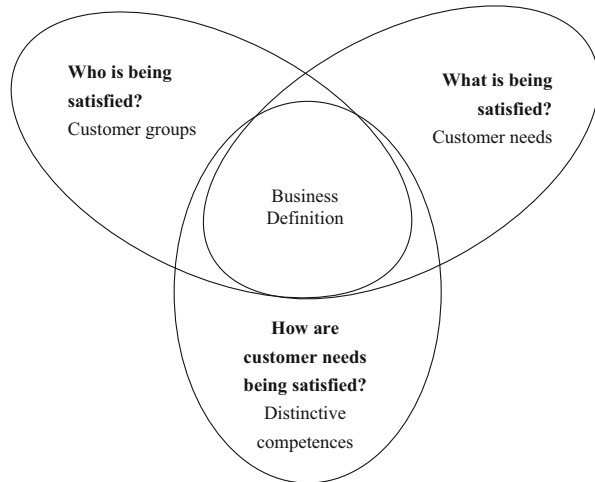 Who is being
satisfied?
Customer groups
What is being
satisfied?
Customer needs
Business
Definition
How are
customer needs
being satisfied?
Distinctive
competences